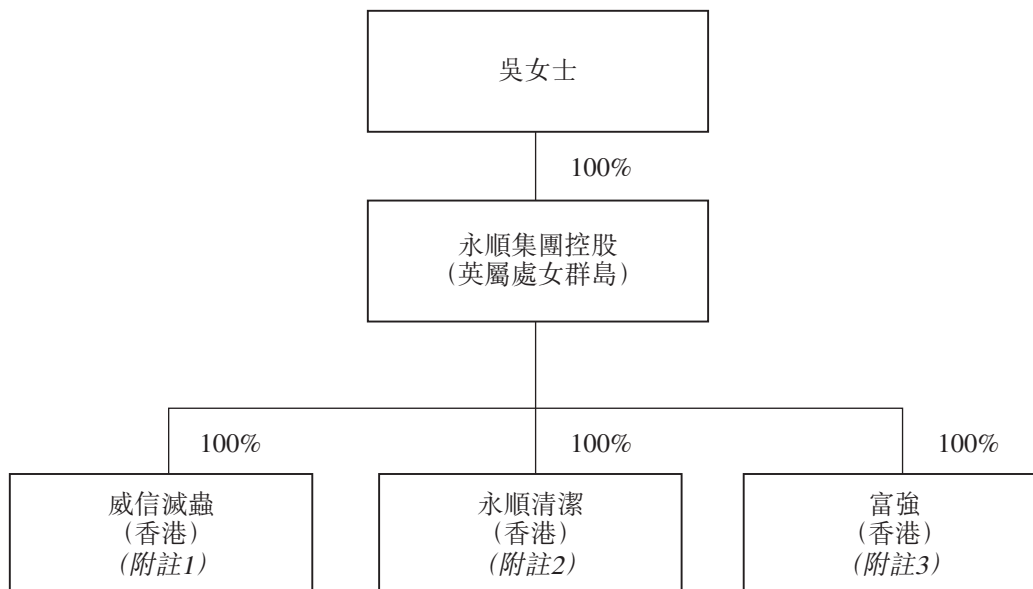 吳女士
100%
永順集團控股
（英屬處女群島）
100%
100%
100%
威信滅蟲
（香港）
（附註1）
永順清潔
（香港）
（附註2）
富強
（香港）
（附註3）